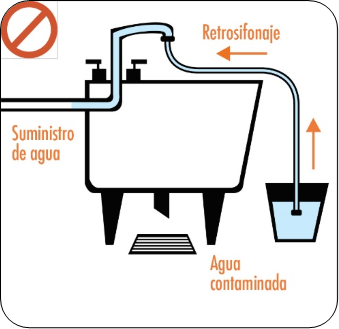 Retrosifonaje
Suministro
de agua
Agua
contaminada